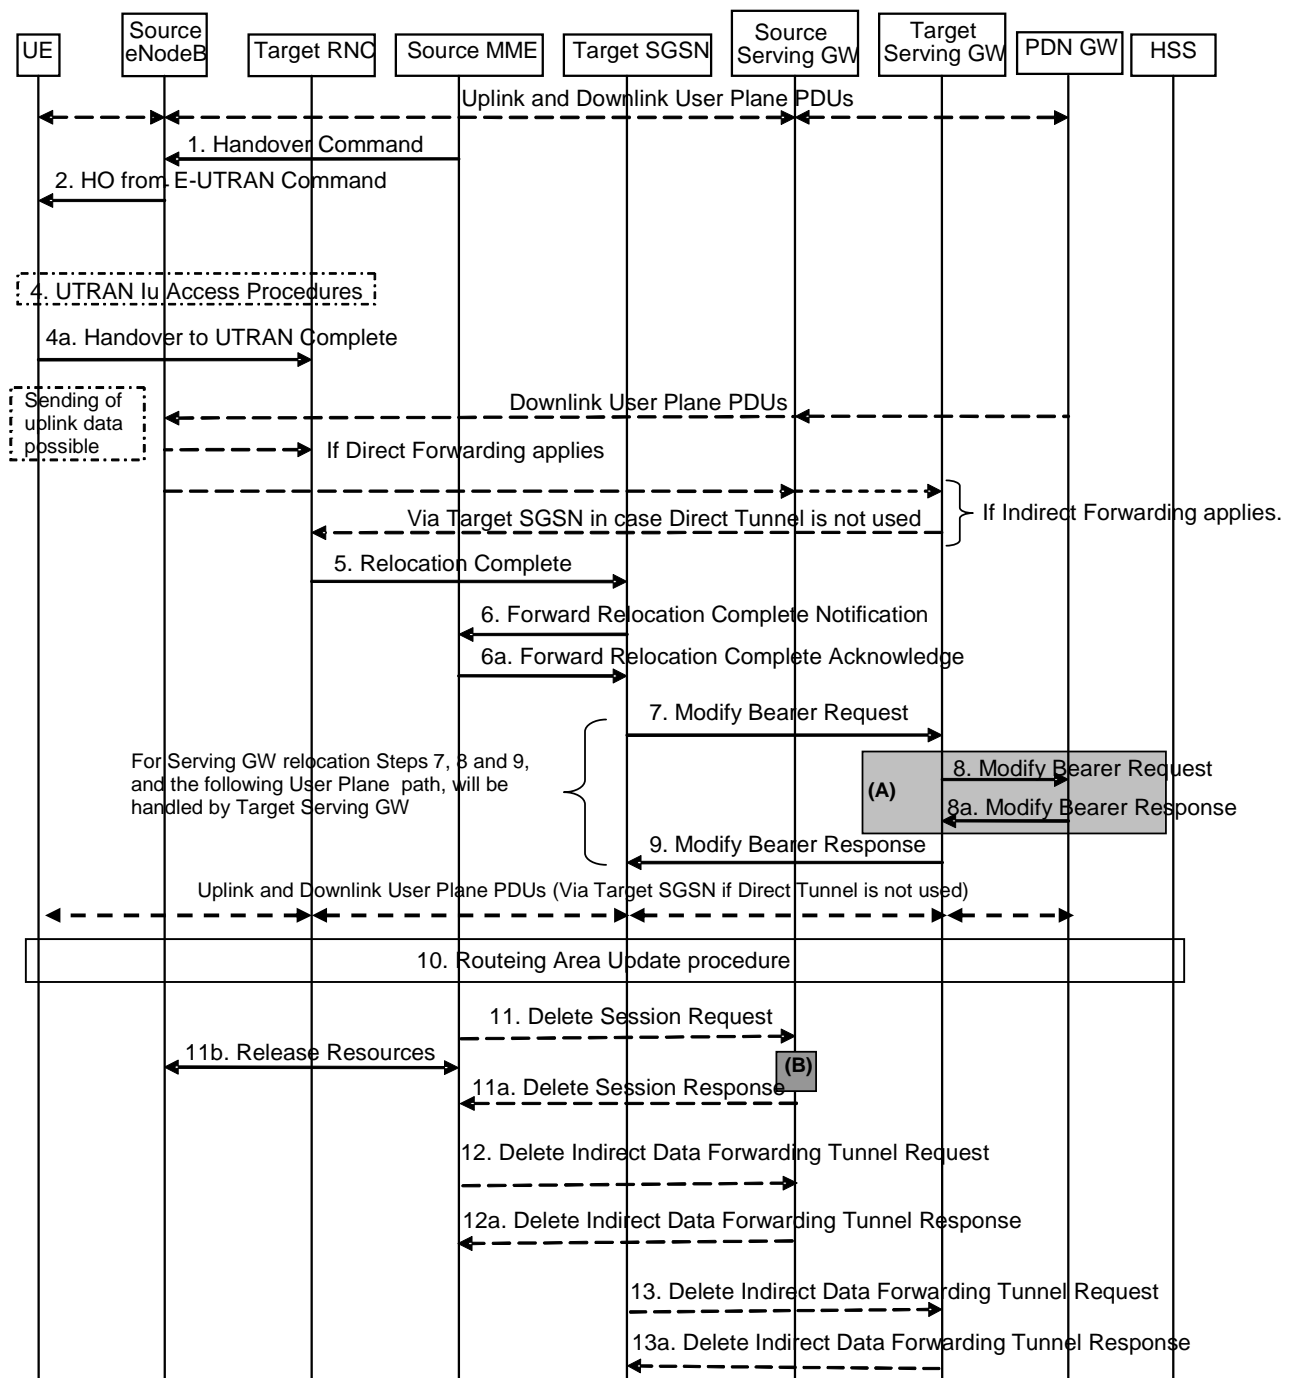 UE
Source
eNodeB
Target RNC
Source MME
Target SGSN
Source
Serving GW
Target
Serving GW
PDN GW
HSS
Uplink and Downlink User Plane PDUs
1. Handover Command
2. HO from E-UTRAN Command
4. UTRAN Iu Access Procedures
4a. Handover to UTRAN Complete
Sending of
uplink data
possible
Downlink User Plane PDUs
If Direct Forwarding applies
Via Target SGSN in case Direct Tunnel is not used
If Indirect Forwarding applies.
5. Relocation Complete
6. Forward Relocation Complete Notification
6a. Forward Relocation Complete Acknowledge
7. Modify Bearer Request
For Serving GW relocation Steps 7, 8 and 9,
and the following User Plane path, will be
handled by Target Serving GW
(A)
8. Modify Bearer Request
8a. Modify Bearer Response
9. Modify Bearer Response
Uplink and Downlink User Plane PDUs (Via Target SGSN if Direct Tunnel is not used)
10. Routeing Area Update procedure
11. Delete Session Request
11b. Release Resources
(B)
11a. Delete Session Response
12. Delete Indirect Data Forwarding Tunnel Request
12a. Delete Indirect Data Forwarding Tunnel Response
13. Delete Indirect Data Forwarding Tunnel Request
13a. Delete Indirect Data Forwarding Tunnel Response